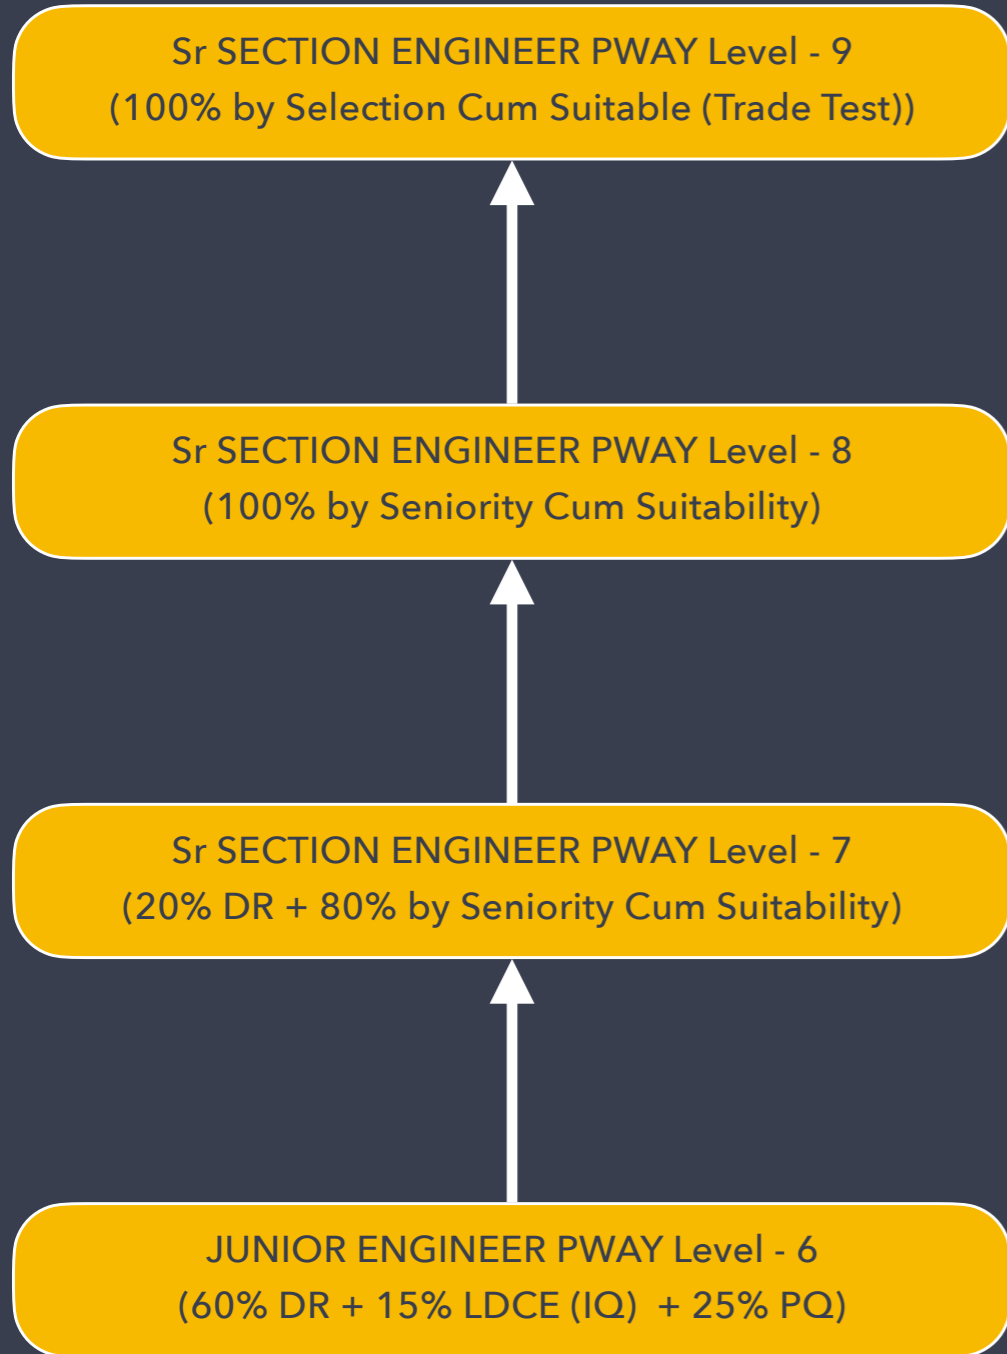 Sr SECTION ENGINEER PWAY Level - 9
(100% by Selection Cum Suitable (Trade Test))
Sr SECTION ENGINEER PWAY Level - 8
(100% by Seniority Cum Suitability)
Sr SECTION ENGINEER PWAY Level - 7
(20% DR + 80% by Seniority Cum Suitability)
JUNIOR ENGINEER PWAY Level - 6
(60% DR + 15% LDCE (IQ)  + 25% PQ)